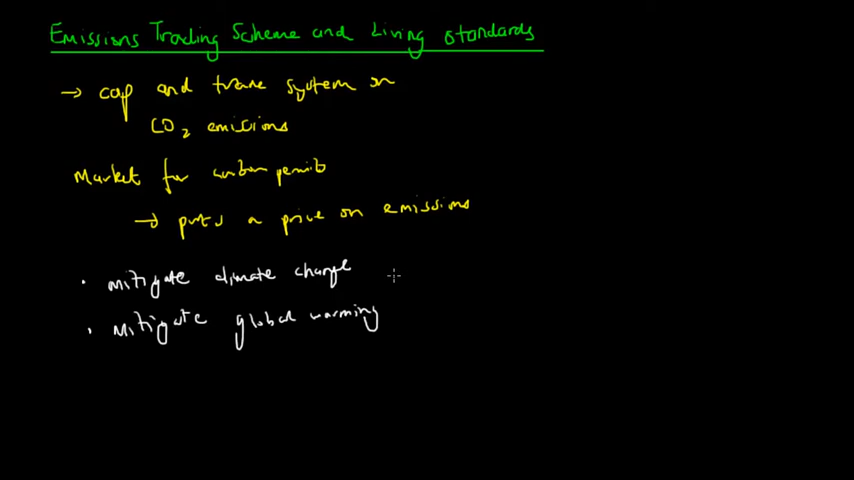 Emissions Trading Scheme and Living Standards
→ cap and trade system on
CO2 emissions
Market for carbon permits
→ puts a price on emissions
• mitigate climate change
• mitigate global warming